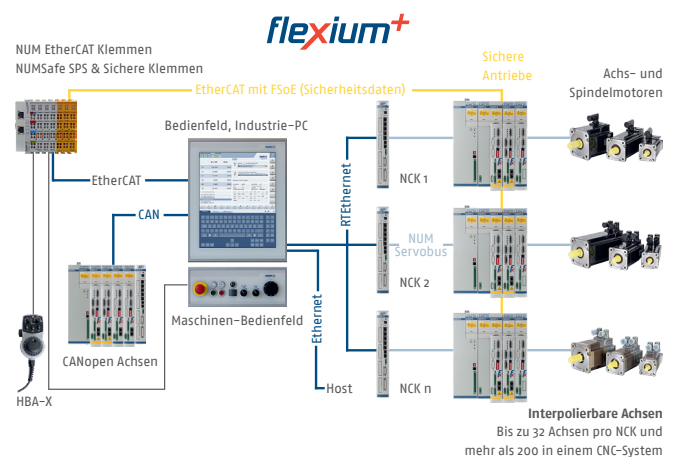 flexium+
NUM EtherCAT Klemmen
NUMSafe SPS & Sichere Klemmen
Sichere
Antriebe
Achs- und
Spindelmotoren
EtherCAT mit FSoE (Sicherheitsdaten)
Bedienfeld, Industrie-PC
EtherCAT
CAN
RTEthernet
NCK 1
NUM
Servobus
NCK 2
Maschinen-Bedienfeld
Ethernet
CANopen Achsen
HBA-X
Host
NCK n
Interpolierbare Achsen
Bis zu 32 Achsen pro NCK und
mehr als 200 in einem CNC-System